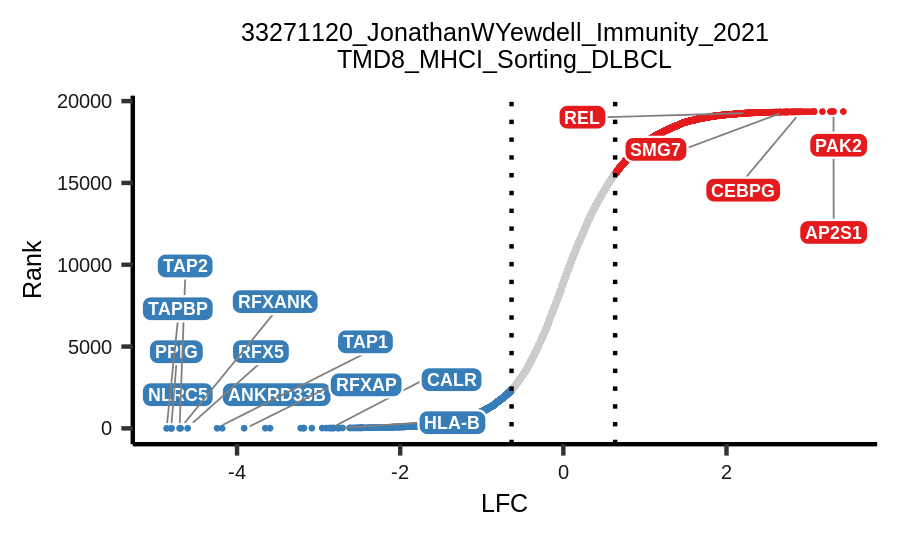 33271120_JonathanWYewdell_Immunity_2021
TMD8_MHCI_Sorting_DLBCL
Rank
20000
15000
10000
5000
0
REL
SMG7
PAK2
CEBPG
AP2S1
TAP2
TAPBP
RFXANK
PPIG
RFX5
TAP1
NLRC5
ANKRD33B
RFXAP
CALR
HLA-B
-4
-2
0
2
LFC